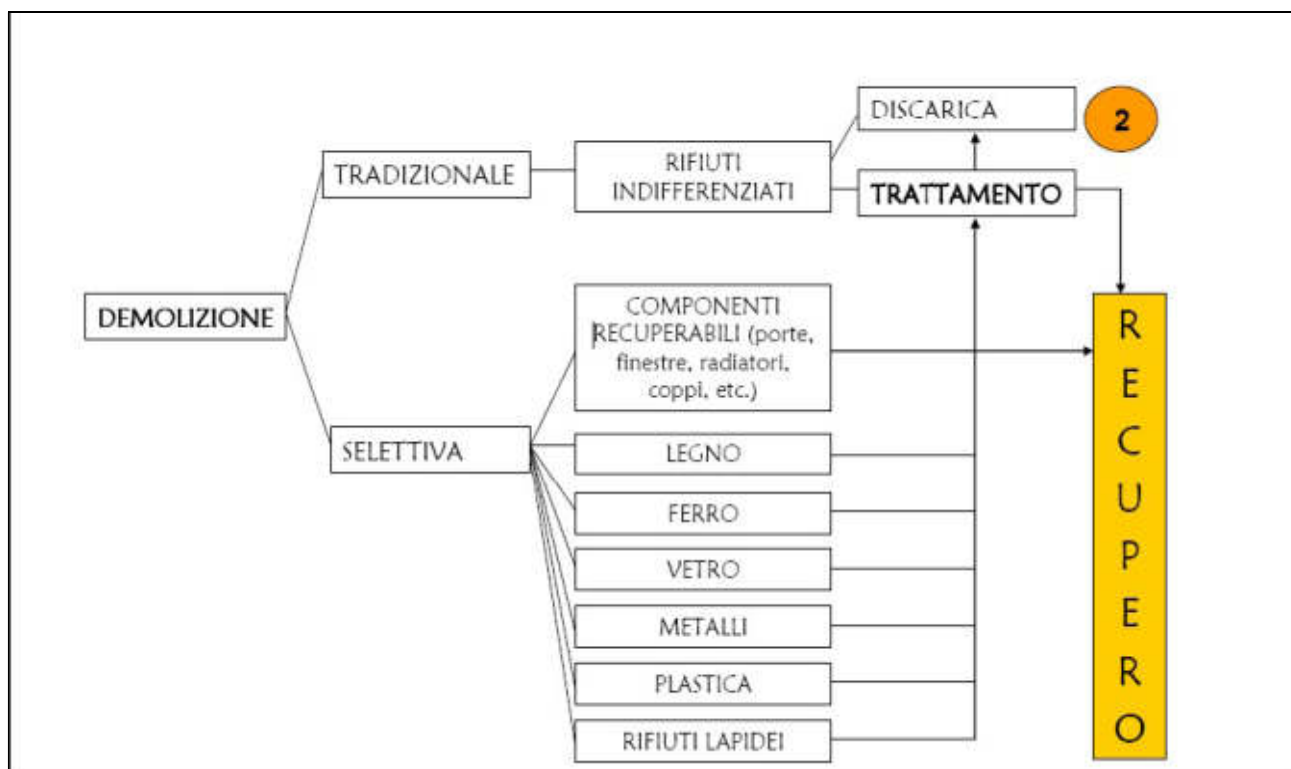 DISCARICA
2
TRADIZIONALE
RIFIUTI
INDIFFERENZIATI
TRATTAMENTO
DEMOLIZIONE
COMPONENTI
RECUPERABILI (porte,
finestre, radiatori,
coppi, etc.)
SELETTIVA
LEGNO
FERRO
VETRO
METALLI
PLASTICA
RIFIUTI LAPIDEI
R
E
C
U
P
E
R
O